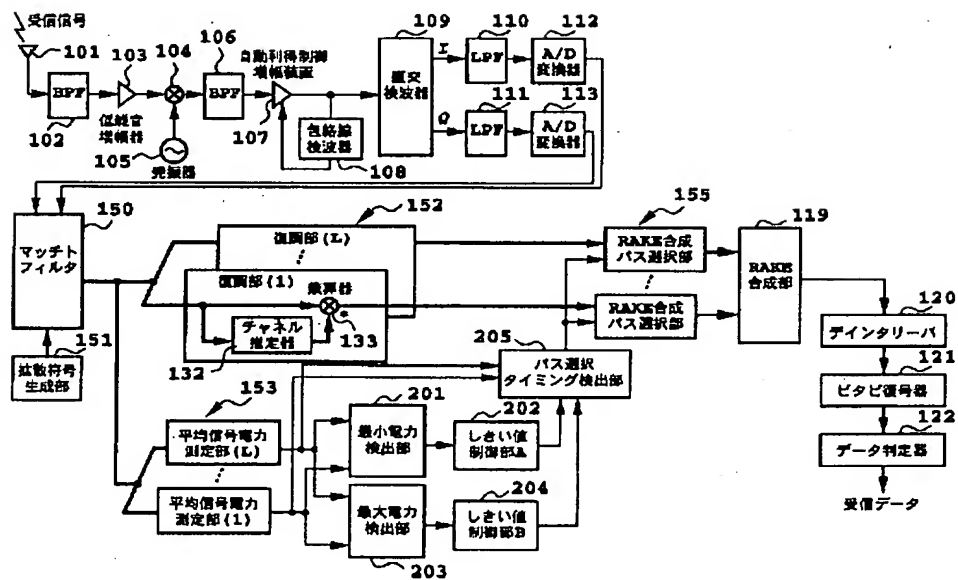 受信信号
101
102
BPF
103
低雑音
増幅器
104
105
発振器
106
BPF
自動利得制御
増幅装置
107
包絡線
検波器
108
109
直交
検波器
I
Q
110
LPF
111
LPF
112
A/D
変換器
113
A/D
変換器
150
マッチト
フィルタ
151
拡散符号
生成部
152
復調部(L)
復調部(1)
乗算器
*
133
チャネル
推定器
132
153
平均信号電力
測定部(L)
平均信号電力
測定部(1)
201
最小電力
検出部
202
しきい値
制御部A
203
最大電力
検出部
204
しきい値
制御部B
205
パス選択
タイミング検出部
155
RAKE合成
パス選択部
RAKE合成
パス選択部
119
RAKE
合成部
120
デインタリーバ
121
ビタビ復号器
122
データ判定器
受信データ